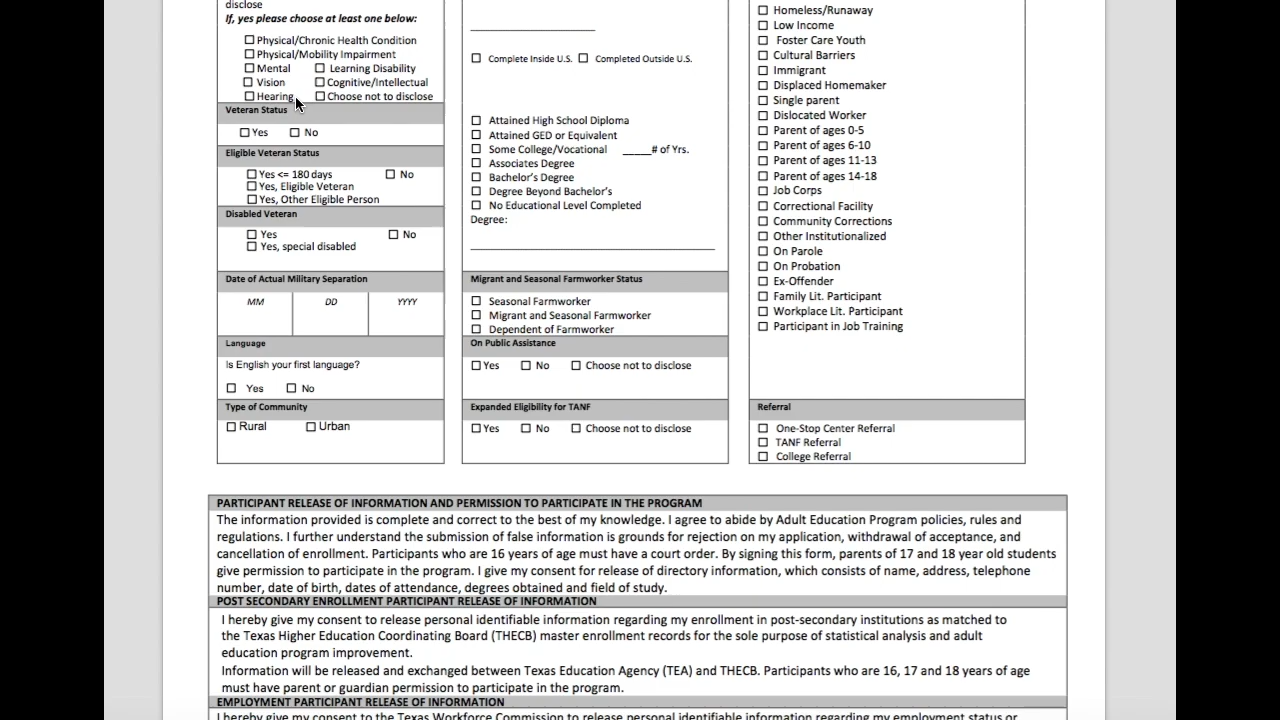 disclose
If, yes please choose at least one below:
Physical/Chronic Health Condition
Physical/Mobility Impairment
Mental Learning Disability
Vision Cognitive/Intellectual
Hearing Choose not to disclose
Veteran Status
Yes No
Eligible Veteran Status
Yes <= 180 days No
Yes, Eligible Veteran
Yes, Other Eligible Person
Disabled Veteran
Yes No
Yes, special disabled
Date of Actual Military Separation
MM DD YYYY
Language
Is English your first language?
Yes No
Type of Community
Rural Urban
Complete Inside U.S. Completed Outside U.S.
Attained High School Diploma
Attained GED or Equivalent
Some College/Vocational _____# of Yrs.
Associates Degree
Bachelor's Degree
Degree Beyond Bachelor's
No Educational Level Completed
Degree:
Migrant and Seasonal Farmworker Status
Seasonal Farmworker
Migrant and Seasonal Farmworker
Dependent of Farmworker
On Public Assistance
Yes No Choose not to disclose
Expanded Eligibility for TANF
Yes No Choose not to disclose
Homeless/Runaway
Low Income
Foster Care Youth
Cultural Barriers
Immigrant
Displaced Homemaker
Single parent
Dislocated Worker
Parent of ages 0-5
Parent of ages 6-10
Parent of ages 11-13
Parent of ages 14-18
Job Corps
Correctional Facility
Community Corrections
Other Institutionalized
On Parole
On Probation
Ex-Offender
Family Lit. Participant
Workplace Lit. Participant
Participant in Job Training
Referral
One-Stop Center Referral
TANF Referral
College Referral
PARTICIPANT RELEASE OF INFORMATION AND PERMISSION TO PARTICIPATE IN THE PROGRAM
The information provided is complete and correct to the best of my knowledge. I agree to abide by Adult Education Program policies, rules and
regulations. I further understand the submission of false information is grounds for rejection on my application, withdrawal of acceptance, and
cancellation of enrollment. Participants who are 16 years of age must have a court order. By signing this form, parents of 17 and 18 year old students
give permission to participate in the program. I give my consent for release of directory information, which consists of name, address, telephone
number, date of birth, dates of attendance, degrees obtained and field of study.
POST SECONDARY ENROLLMENT PARTICIPANT RELEASE OF INFORMATION
I hereby give my consent to release personal identifiable information regarding my enrollment in post-secondary institutions as matched to
the Texas Higher Education Coordinating Board (THECB) master enrollment records for the sole purpose of statistical analysis and adult
education program improvement.
Information will be released and exchanged between Texas Education Agency (TEA) and THECB. Participants who are 16, 17 and 18 years of age
must have parent or guardian permission to participate in the program.
EMPLOYMENT PARTICIPANT RELEASE OF INFORMATION
I hereby give my consent to the Texas Workforce Commission to release personal identifiable information regarding my employment status or